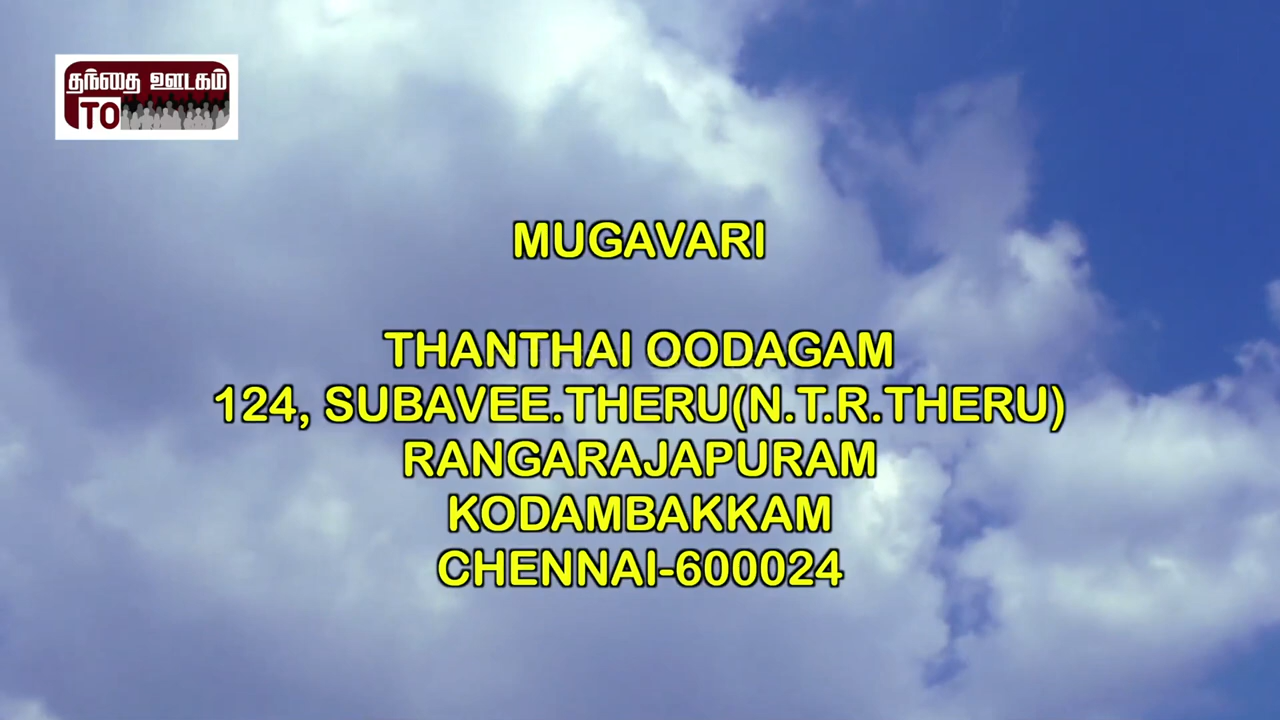 தந்தை ஊடகம்
TO
MUGAVARI
THANTHAI OODAGAM
124, SUBAVEE.THERU(N.T.R.THERU)
RANGARAJAPURAM
KODAMBAKKAM
CHENNAI-600024